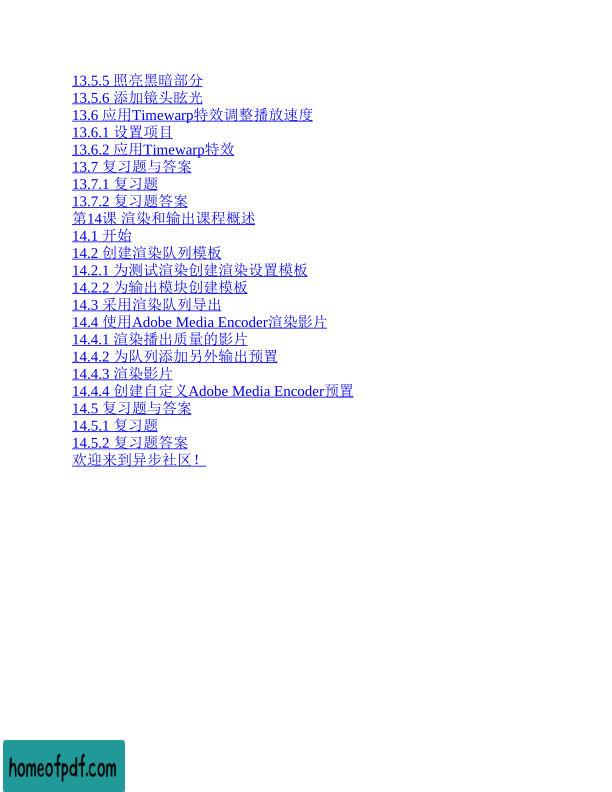 13.5.5 照亮黑暗部分
13.5.6 添加镜头眩光
13.6 应用Timewarp特效调整播放速度
13.6.1 设置项目
13.6.2 应用Timewarp特效
13.7 复习题与答案
13.7.1 复习题
13.7.2 复习题答案
第14课 渲染和输出课程概述
14.1 开始
14.2 创建渲染队列模板
14.2.1 为测试渲染创建渲染设置模板
14.2.2 为输出模块创建模板
14.3 采用渲染队列导出
14.4 使用Adobe Media Encoder渲染影片
14.4.1 渲染播出质量的影片
14.4.2 为队列添加另外输出预置
14.4.3 渲染影片
14.4.4 创建自定义Adobe Media Encoder预置
14.5 复习题与答案
14.5.1 复习题
14.5.2 复习题答案
欢迎来到异步社区！
homeofpdf.com